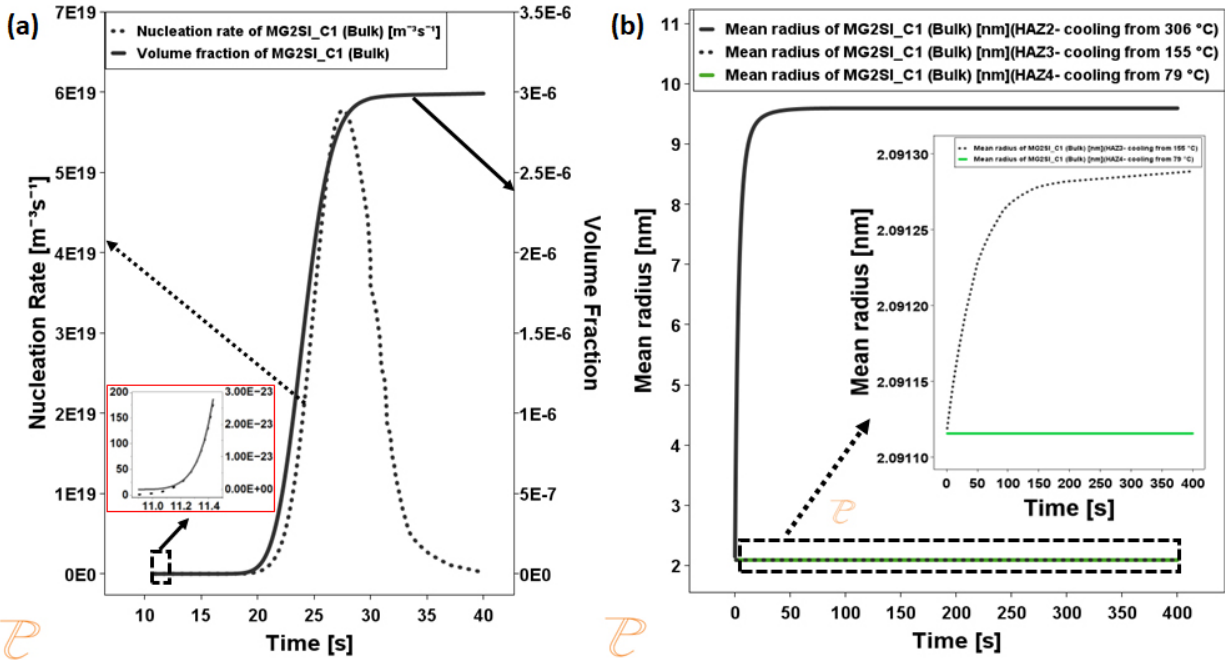 (a)
Nucleation rate of MG2SI_C1 (Bulk) [m⁻³s⁻¹]
Volume fraction of MG2SI_C1 (Bulk)
7E19
6E19
5E19
4E19
3E19
2E19
1E19
0E0
Nucleation Rate [m⁻³s⁻¹]
3.5E-6
3E-6
3E-6
2E-6
2E-6
1E-6
1E-6
5E-7
0E0
Volume Fraction
200
150
100
50
0
3.00E−23
2.00E−23
1.00E−23
0.00E+00
11.0 11.2 11.4
10 15 20 25 30 35 40
Time [s]
(b)
Mean radius of MG2SI_C1 (Bulk) [nm](HAZ2- cooling from 306 °C)
Mean radius of MG2SI_C1 (Bulk) [nm](HAZ3- cooling from 155 °C)
Mean radius of MG2SI_C1 (Bulk) [nm](HAZ4- cooling from 79 °C)
11
10
9
8
7
6
5
4
3
2
Mean radius [nm]
Mean radius of MG2SI_C1 (Bulk) [nm](HAZ3- cooling from 155 °C)
Mean radius of MG2SI_C1 (Bulk) [nm](HAZ4- cooling from 79 °C)
2.09130
2.09125
2.09120
2.09115
2.09110
Mean radius [nm]
0 50 100 150 200 250 300 350 400
Time [s]
0 50 100 150 200 250 300 350 400
Time [s]